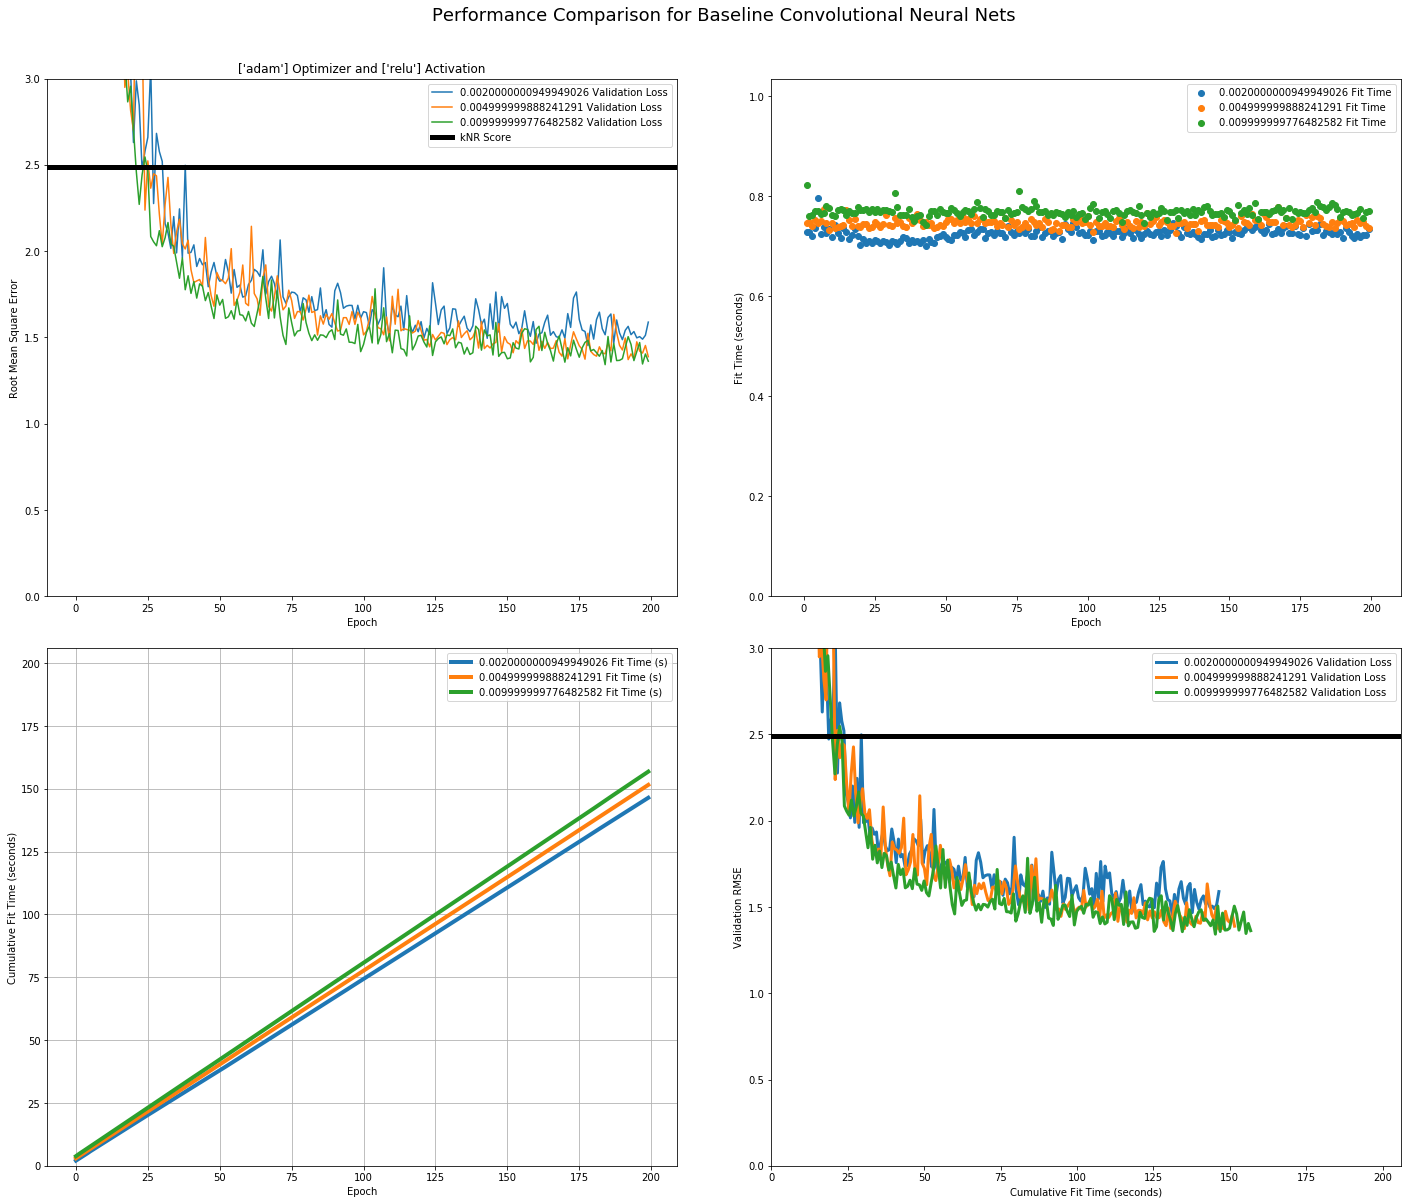 Performance Comparison for Baseline Convolutional Neural Nets
['adam'] Optimizer and ['relu'] Activation
3.0
2.5
2.0
1.5
1.0
0.5
0.0
Root Mean Square Error
0.0020000000949949026 Validation Loss
0.004999999888241291 Validation Loss
0.009999999776482582 Validation Loss
kNR Score
0 25 50 75 100 125 150 175 200
Epoch
1.0
0.8
0.6
0.4
0.2
0.0
Fit Time (seconds)
0.0020000000949949026 Fit Time
0.004999999888241291 Fit Time
0.009999999776482582 Fit Time
0 25 50 75 100 125 150 175 200
Epoch
200
175
150
125
100
75
50
25
0
Cumulative Fit Time (seconds)
0.0020000000949949026 Fit Time (s)
0.004999999888241291 Fit Time (s)
0.009999999776482582 Fit Time (s)
0 25 50 75 100 125 150 175 200
Epoch
3.0
2.5
2.0
1.5
1.0
0.5
0.0
Validation RMSE
0.0020000000949949026 Validation Loss
0.004999999888241291 Validation Loss
0.009999999776482582 Validation Loss
0 25 50 75 100 125 150 175 200
Cumulative Fit Time (seconds)